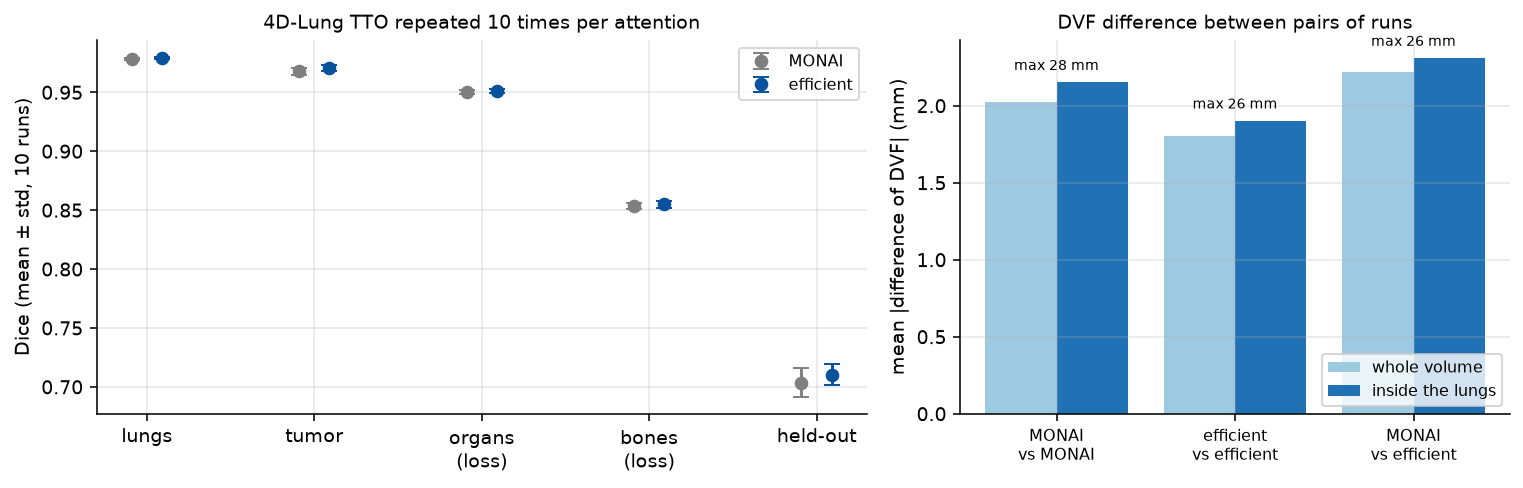 4D-Lung TTO repeated 10 times per attention
Dice (mean ± std, 10 runs)
0.95
0.90
0.85
0.80
0.75
0.70
MONAI
efficient
lungs
tumor
organs
(loss)
bones
(loss)
held-out
DVF difference between pairs of runs
mean |difference of DVF| (mm)
2.0
1.5
1.0
0.5
0.0
max 28 mm
max 26 mm
max 26 mm
whole volume
inside the lungs
MONAI
vs MONAI
efficient
vs efficient
MONAI
vs efficient